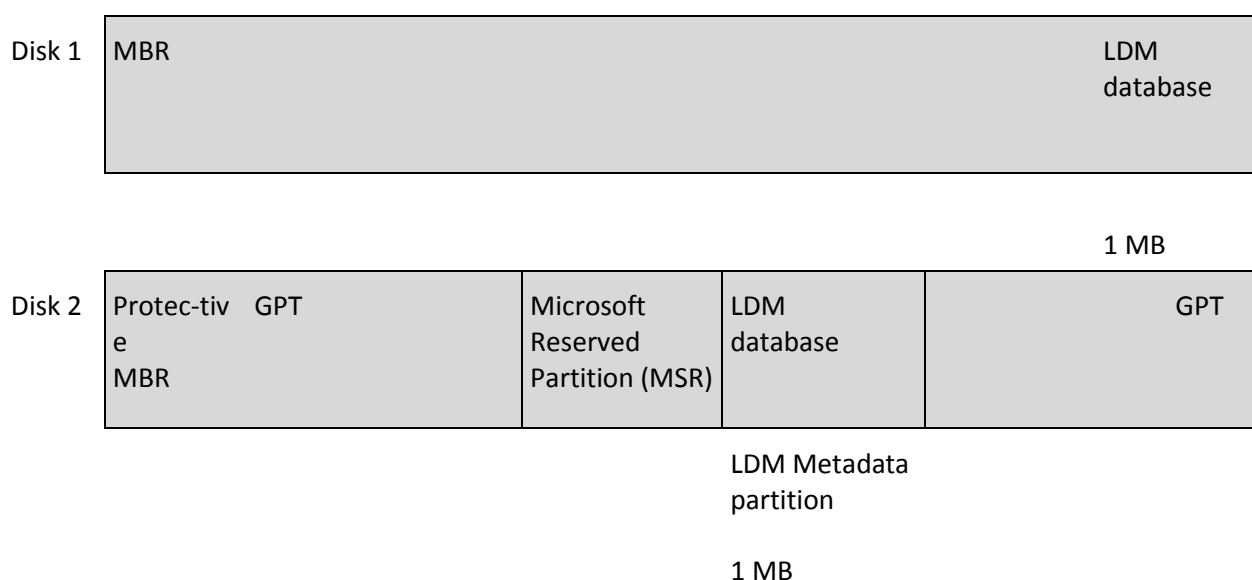 Disk 1 MBR LDM
database
1 MB
Disk 2 Protec-tiv GPT Microsoft LDM GPT
e Reserved database
MBR Partition (MSR)
LDM Metadata
partition
1 MB